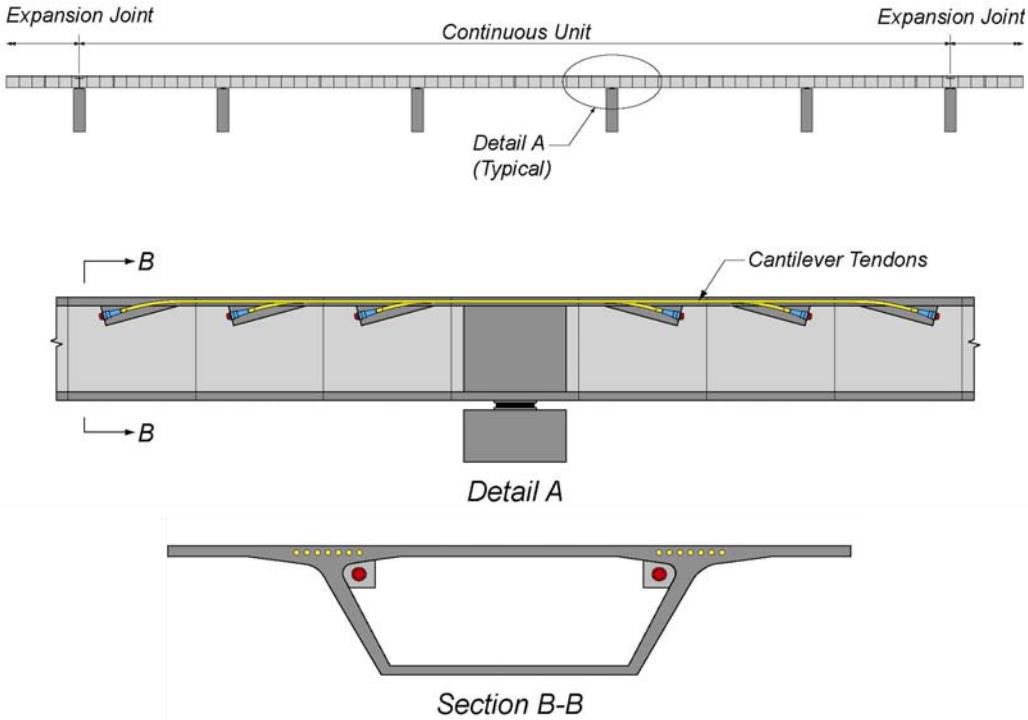 Expansion Joint
Continuous Unit
Expansion Joint
Detail A
(Typical)
B
Cantilever Tendons
B
Detail A
Section B-B